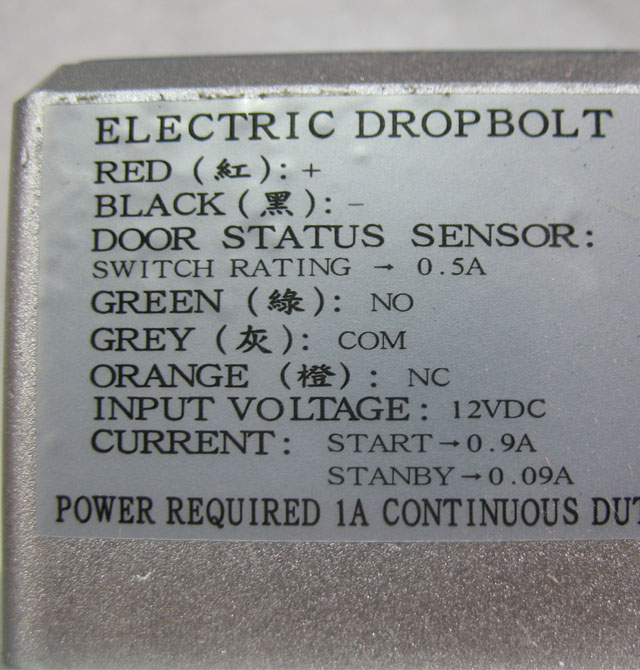 ELECTRIC DROPBOLT
RED (紅): +
BLACK (黑): –
DOOR STATUS SENSOR:
SWITCH RATING → 0.5A
GREEN (綠): NO
GREY (灰): COM
ORANGE (橙): NC
INPUT VOLTAGE: 12VDC
CURRENT: START→0.9A
STANBY→0.09A
POWER REQUIRED 1A CONTINUOUS DUT